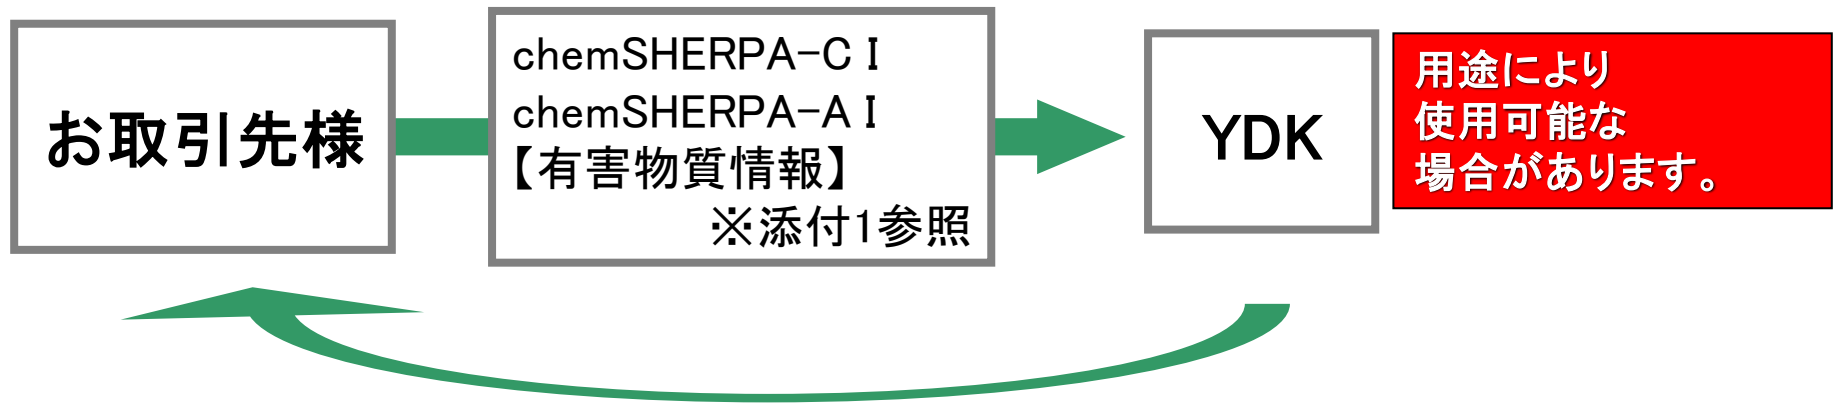 お取引先様
chemSHERPA-CI
chemSHERPA-AI
【有害物質情報】
※添付1参照
YDK
用途により
使用可能な
場合があります。